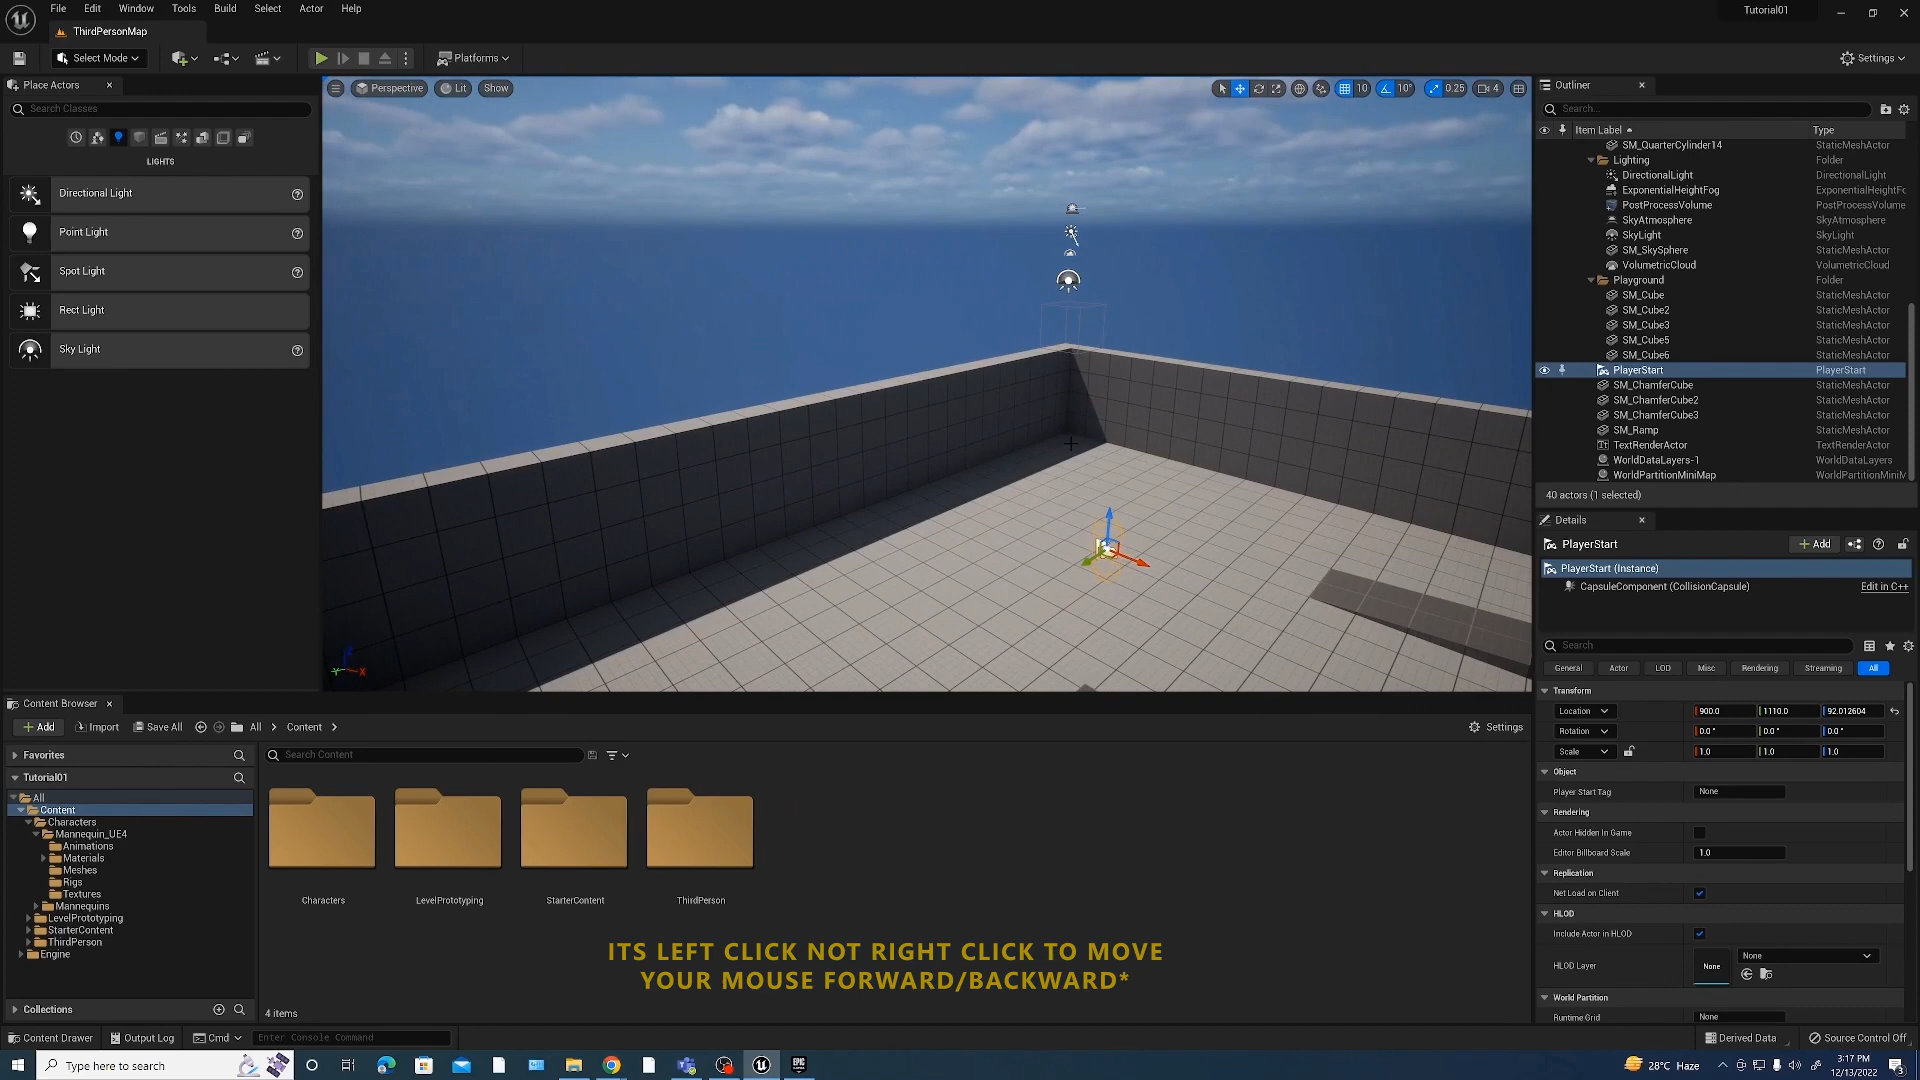 File Edit Window Tools Build Select Actor Help
Tutorial01
ThirdPersonMap
Select Mode
Platforms
Settings
Place Actors
Search Classes
LIGHTS
Directional Light
Point Light
Spot Light
Rect Light
Sky Light
Perspective
Lit
Show
10
10°
0.25
4
Outliner
Search...
Item Label
Type
SM_QuarterCylinder14 StaticMeshActor
Lighting Folder
DirectionalLight DirectionalLight
ExponentialHeightFog ExponentialHeightFc
PostProcessVolume PostProcessVolume
SkyAtmosphere SkyAtmosphere
SkyLight SkyLight
SM_SkySphere StaticMeshActor
VolumetricCloud VolumetricCloud
Playground Folder
SM_Cube StaticMeshActor
SM_Cube2 StaticMeshActor
SM_Cube3 StaticMeshActor
SM_Cube5 StaticMeshActor
SM_Cube6 StaticMeshActor
PlayerStart PlayerStart
SM_ChamferCube StaticMeshActor
SM_ChamferCube2 StaticMeshActor
SM_ChamferCube3 StaticMeshActor
SM_Ramp StaticMeshActor
TextRenderActor TextRenderActor
WorldDataLayers-1 WorldDataLayers
WorldPartitionMiniMap WorldPartitionMiniM
40 actors (1 selected)
Details
PlayerStart
Add
PlayerStart (Instance)
CapsuleComponent (CollisionCapsule) Edit in C++
Search
General Actor LOD Misc Rendering Streaming All
Transform
Location 900.0 1110.0 92.012604
Rotation 0.0 ° 0.0 ° 0.0 °
Scale 1.0 1.0 1.0
Object
Player Start Tag None
Rendering
Actor Hidden In Game
Editor Billboard Scale 1.0
Replication
Net Load on Client
HLOD
Include Actor in HLOD
HLOD Layer None None
World Partition
Runtime Grid None
Content Browser
Add Import Save All All Content Settings
Favorites
Tutorial01
All
Content
Characters
Mannequin_UE4
Animations
Materials
Meshes
Rigs
Textures
Mannequins
LevelPrototyping
StarterContent
ThirdPerson
Engine
Collections
Search Content
Characters LevelPrototyping StarterContent ThirdPerson
ITS LEFT CLICK NOT RIGHT CLICK TO MOVE
YOUR MOUSE FORWARD/BACKWARD*
4 items
Content Drawer Output Log Cmd Enter Console Command Derived Data Source Control Off
Type here to search
EPIC
GAMES
28°C Haze
3:17 PM
12/13/2022
3